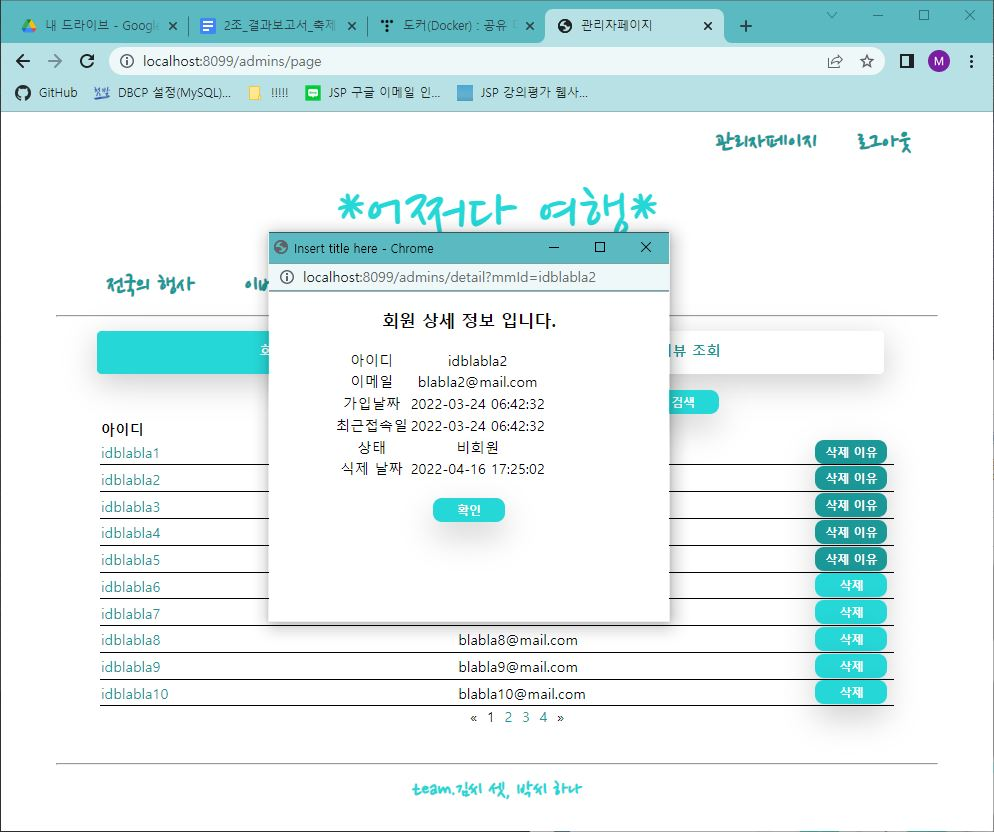 내 드라이브 - Google
2조_결과보고서_축제
도커(Docker) : 공유
관리자페이지
localhost:8099/admins/page
M
GitHub
DBCP 설정(MySQL)...
!!!!!
JSP 구글 이메일 인...
JSP 강의평가 웹사...
관리자페이지 로그아웃
*어쩌다 여행*
Insert title here - Chrome
localhost:8099/admins/detail?mmId=idblabla2
전국의 행사
회원 상세 정보 입니다.
아이디 idblabla2
이메일 blabla2@mail.com
가입날짜 2022-03-24 06:42:32
최근접속일 2022-03-24 06:42:32
상태 비회원
식제 날짜 2022-04-16 17:25:02
확인
뷰 조회
검색
아이디
idblabla1 삭제 이유
idblabla2 삭제 이유
idblabla3 삭제 이유
idblabla4 삭제 이유
idblabla5 삭제 이유
idblabla6 삭제
idblabla7 삭제
idblabla8 blabla8@mail.com 삭제
idblabla9 blabla9@mail.com 삭제
idblabla10 blabla10@mail.com 삭제
« 1 2 3 4 »
team.김씨 셋, 박씨 하나